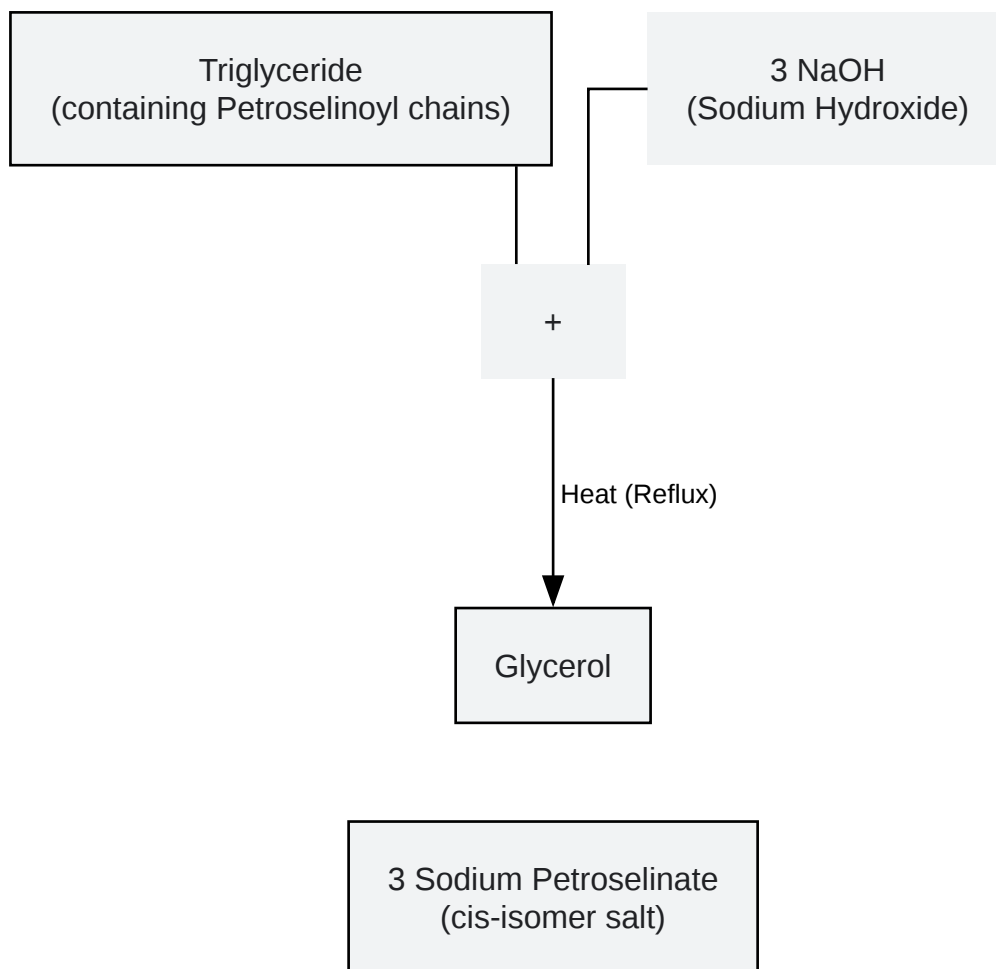 Triglyceride
(containing Petroselinoyl chains)
3 NaOH
(Sodium Hydroxide)
+
Heat (Reflux)
Glycerol
3 Sodium Petroselinate
(cis-isomer salt)